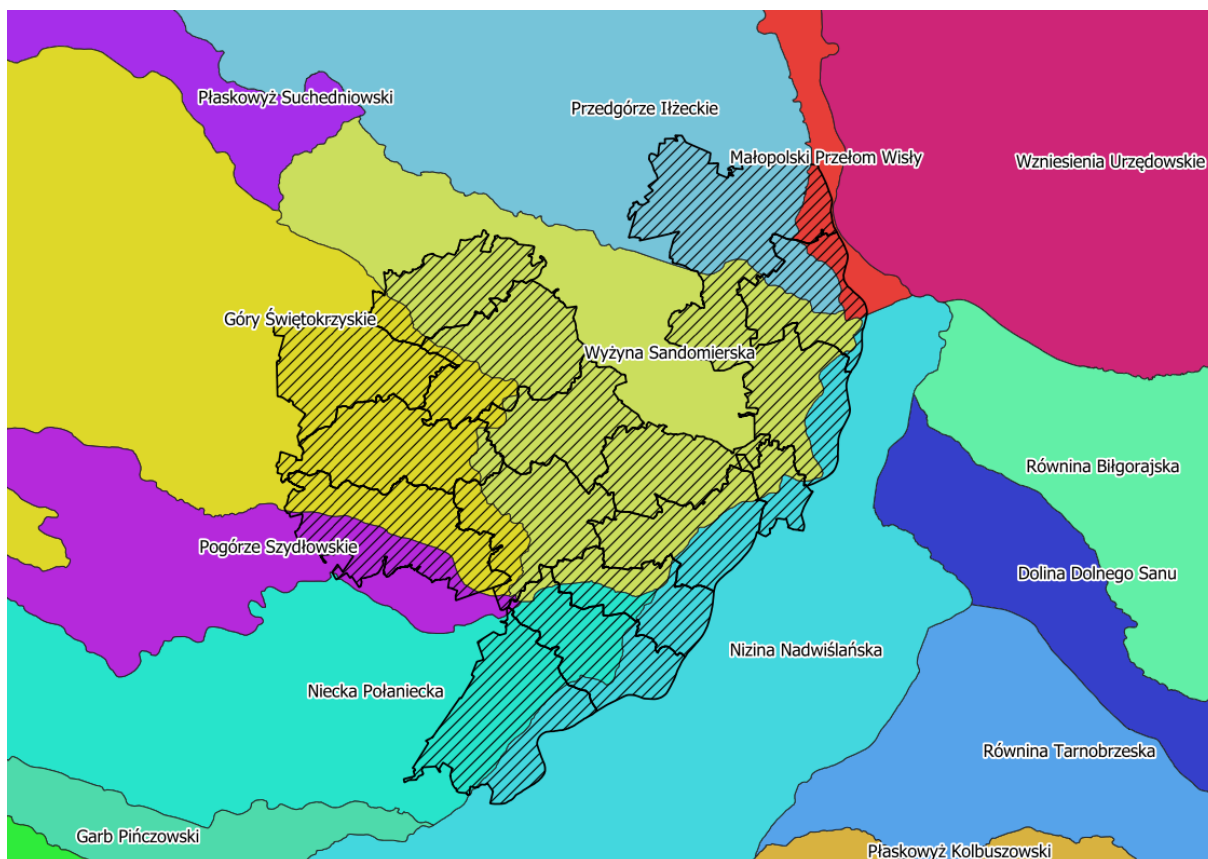 Płaskowyż Suchedniowski
Przedgórze Iłżeckie
Małopolski Przełom Wisły
Wzniesienia Urzędowskie
Góry Świętokrzyskie
Wyżyna Sandomierska
Równina Biłgorajska
Pogórze Szydłowskie
Dolina Dolnego Sanu
Nizina Nadwiślańska
Niecka Połaniecka
Równina Tarnobrzeska
Garb Pińczowski
Płaskowyż Kolbuszowski